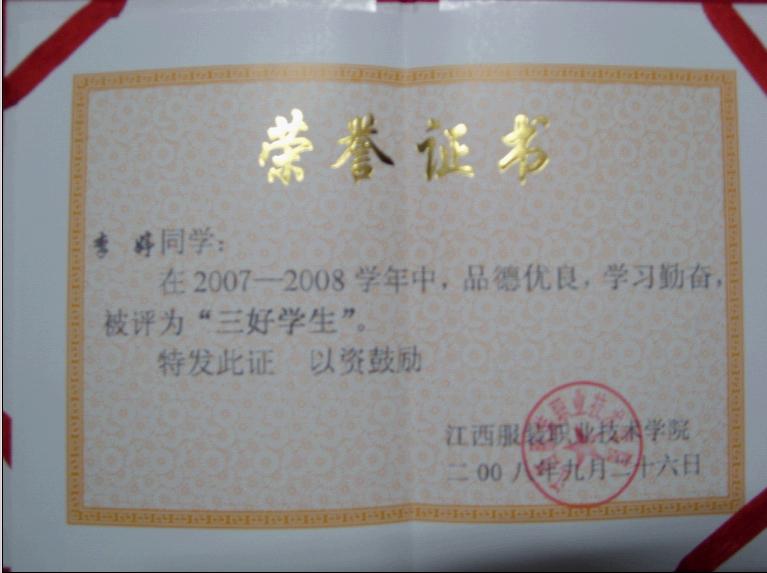 荣誉证书
李婷同学：
在2007—2008学年中，品德优良，学习勤奋，
被评为“三好学生”。
特发此证 以资鼓励
江西服装职业技术学院
二00八年九月二十六日